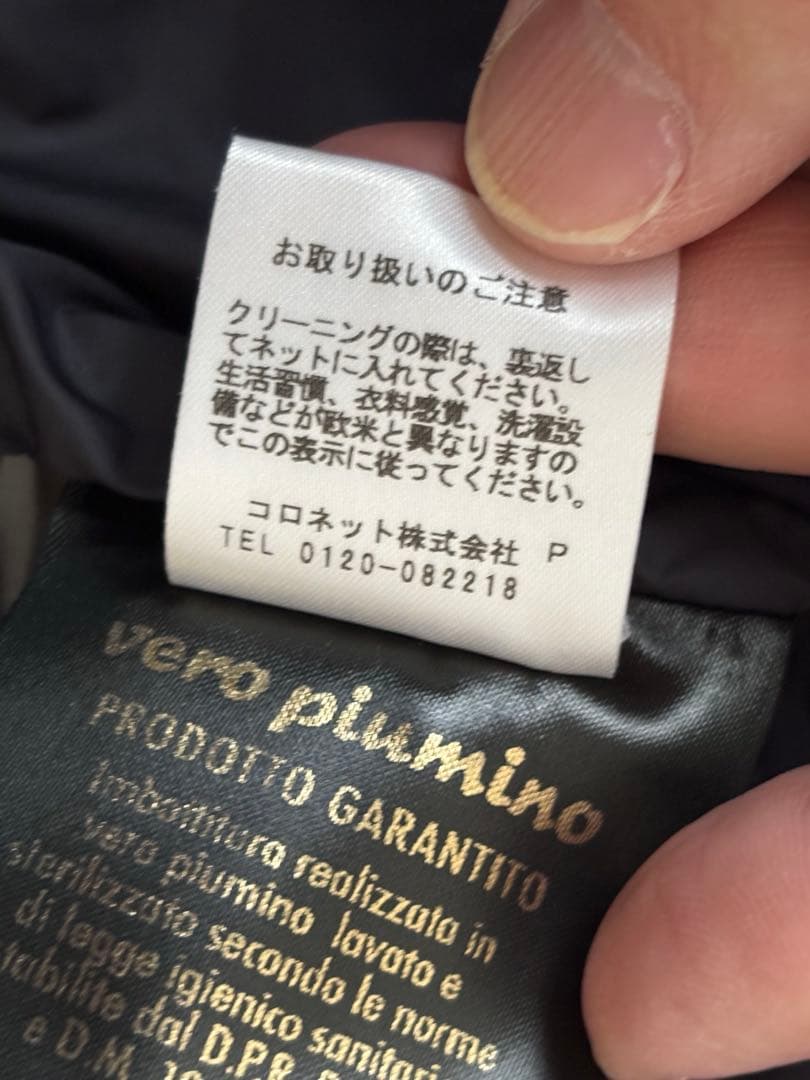 お取り扱いのご注意
クリーニングの際は、裏返し
てネットに入れてください。
生活習慣、衣料感覚、洗濯設
備などが欧米と異なりますの
でこの表示に従ってください。
コロネット株式会社 P
TEL 0120-082218
vero piumino
PRODOTTO GARANTITO
Imbottitura realizzata in
vero piumino lavato e
sterilizzato secondo le norme
di legge igienico sanitari
dal D.P.R.
e D.M.